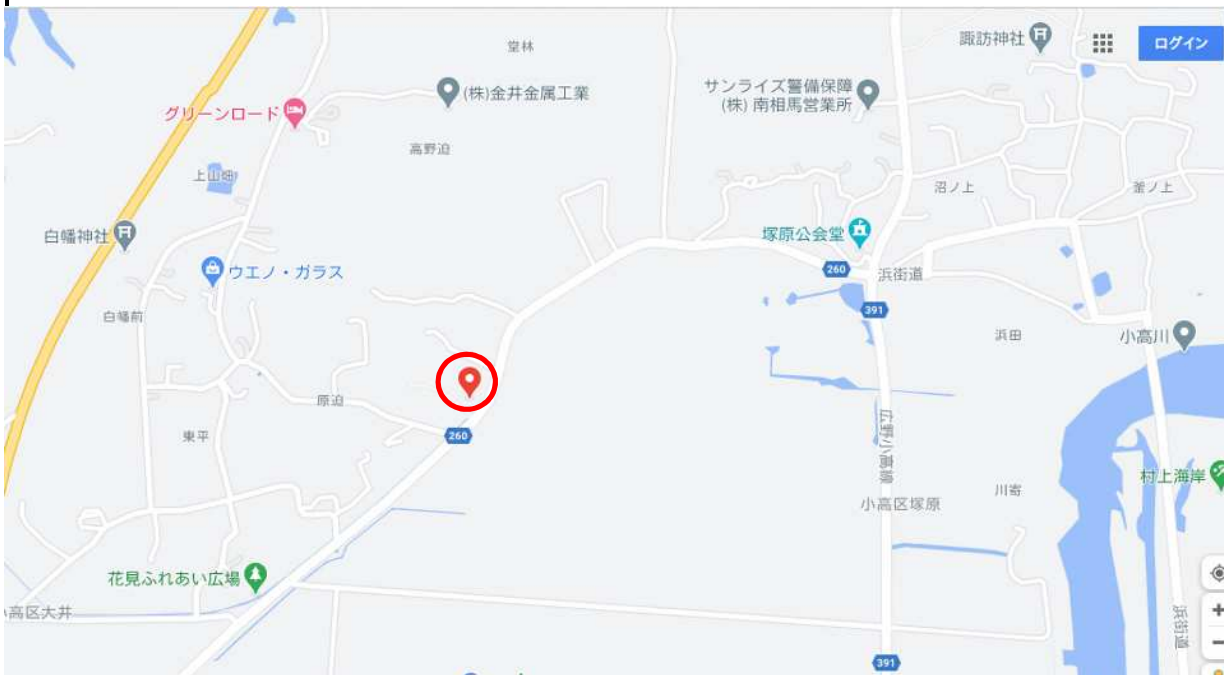 堂林
諏訪神社
ログイン
(株)金井金属工業
サンライズ警備保障
(株) 南相馬営業所
グリーンロード
高野迫
上山畑
沼ノ上
釜ノ上
白幡神社
塚原公会堂
ウエノ・ガラス
260
浜街道
391
白幡前
浜田
小高川
原迫
東平
260
広野小高線
村上海岸
川寄
小高区塚原
花見ふれあい広場
高区大井
浜街道
391